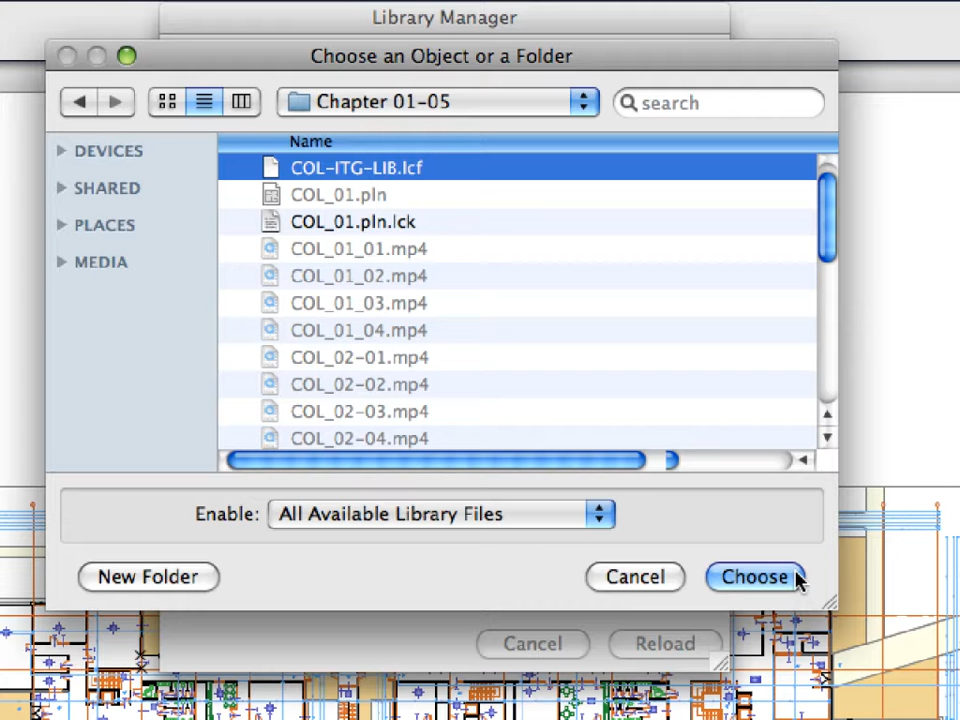 Library Manager
Choose an Object or a Folder
Chapter 01-05
search
Name
DEVICES
SHARED
PLACES
MEDIA
COL-ITG-LIB.lcf
COL_01.pln
COL_01.pln.lck
COL_01_01.mp4
COL_01_02.mp4
COL_01_03.mp4
COL_01_04.mp4
COL_02-01.mp4
COL_02-02.mp4
COL_02-03.mp4
COL_02-04.mp4
Enable: All Available Library Files
New Folder
Cancel
Choose
Cancel
Reload